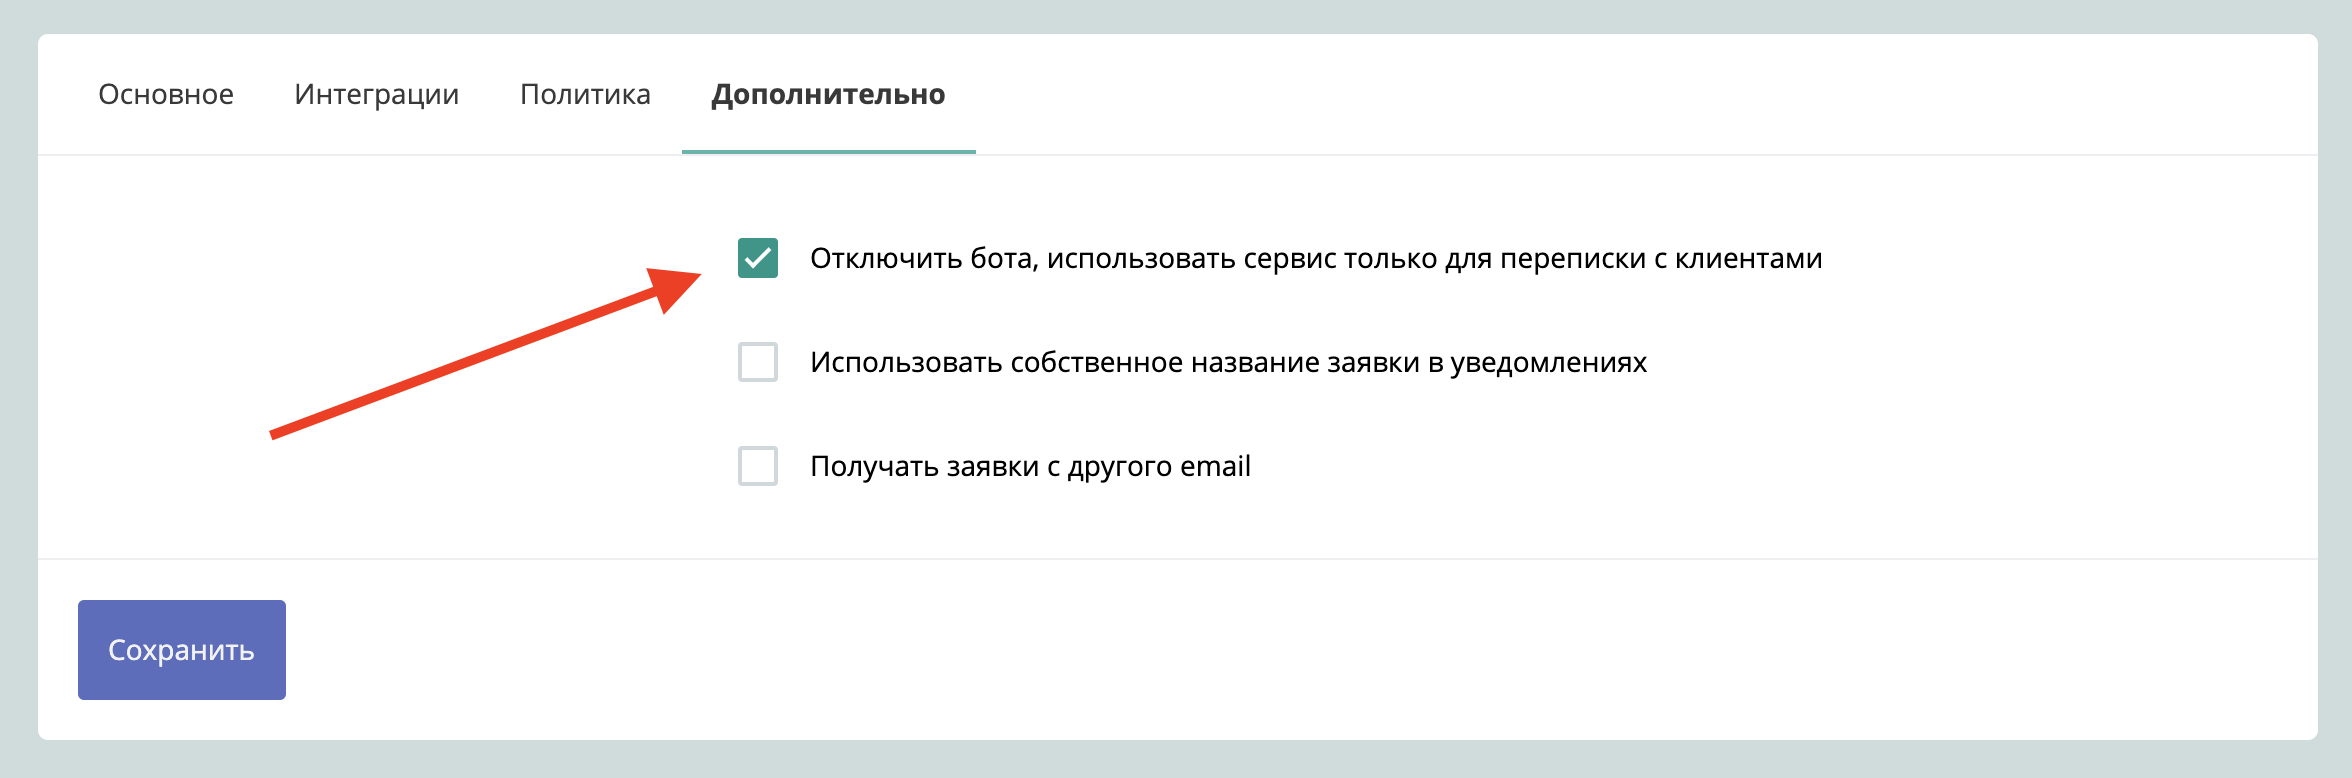 Основное Интеграции Политика Дополнительно
Отключить бота, использовать сервис только для переписки с клиентами
Использовать собственное название заявки в уведомлениях
Получать заявки с другого email
Сохранить